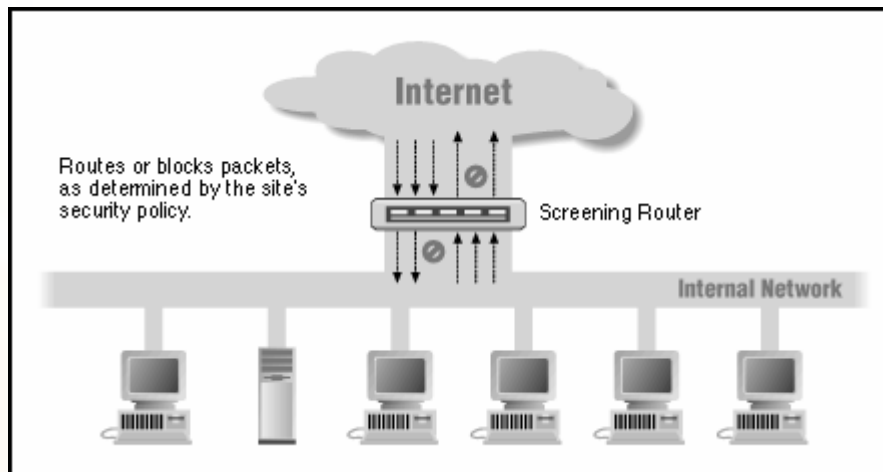 Internet
Routes or blocks packets,
as determined by the site's
security policy.
Screening Router
Internal Network